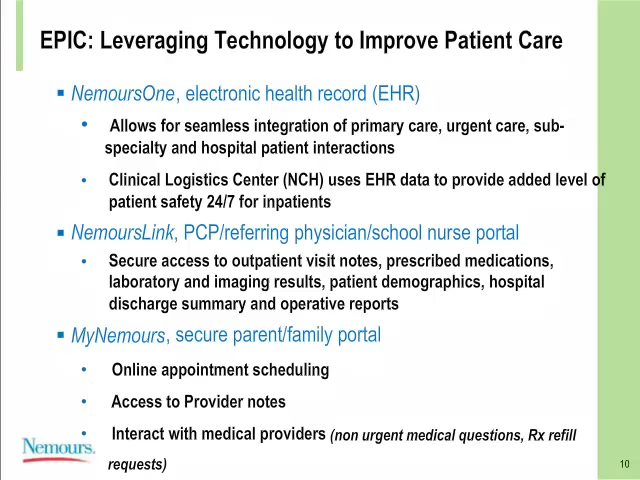 EPIC: Leveraging Technology to Improve Patient Care
▪ NemoursOne, electronic health record (EHR)
• Allows for seamless integration of primary care, urgent care, sub-
specialty and hospital patient interactions
• Clinical Logistics Center (NCH) uses EHR data to provide added level of
patient safety 24/7 for inpatients
▪ NemoursLink, PCP/referring physician/school nurse portal
• Secure access to outpatient visit notes, prescribed medications,
laboratory and imaging results, patient demographics, hospital
discharge summary and operative reports
▪ MyNemours, secure parent/family portal
• Online appointment scheduling
• Access to Provider notes
• Interact with medical providers (non urgent medical questions, Rx refill
requests)
Nemours.
10